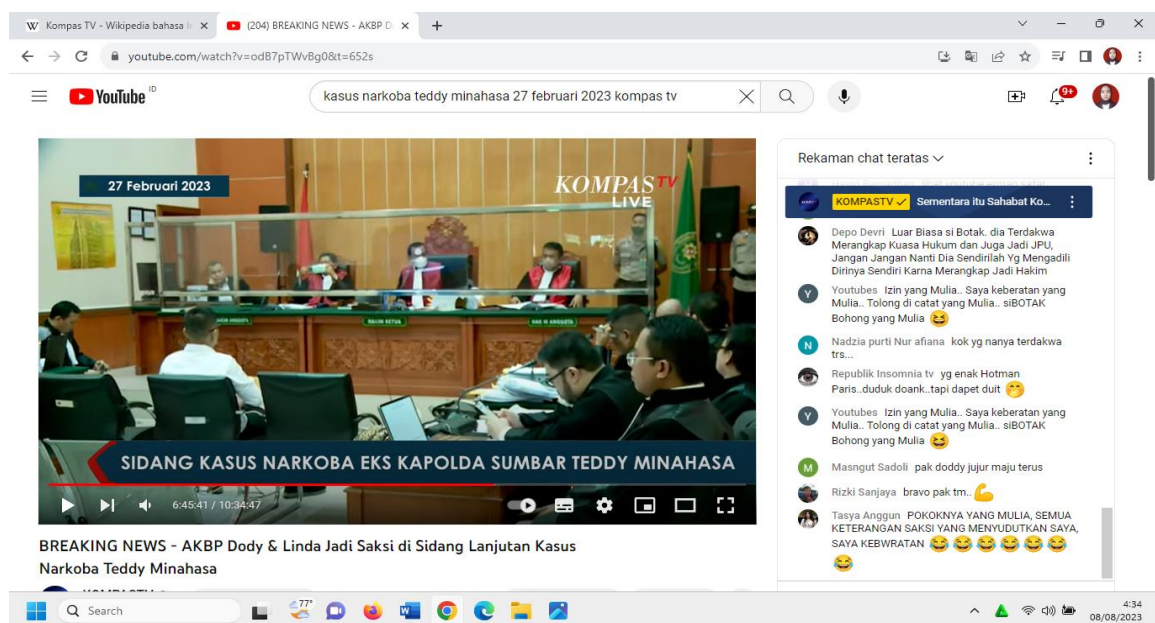 Kompas TV - Wikipedia bahasa In
(204) BREAKING NEWS - AKBP D
youtube.com/watch?v=odB7pTWvBg0&t=652s
YouTube ID
kasus narkoba teddy minahasa 27 februari 2023 kompas tv
9+
27 Februari 2023
KOMPAS TV
LIVE
HAKIM KETUA
SIDANG KASUS NARKOBA EKS KAPOLDA SUMBAR TEDDY MINAHASA
6:45:41 / 10:34:47
BREAKING NEWS - AKBP Dody & Linda Jadi Saksi di Sidang Lanjutan Kasus
Narkoba Teddy Minahasa
Rekaman chat teratas
KOMPASTV Sementara itu Sahabat Ko...
Depo Devri Luar Biasa si Botak. dia Terdakwa
Merangkap Kuasa Hukum dan Juga Jadi JPU,
Jangan Jangan Nanti Dia Sendirilah Yg Mengadili
Dirinya Sendiri Karna Merangkap Jadi Hakim
Y Youtubes Izin yang Mulia.. Saya keberatan yang
Mulia.. Tolong di catat yang Mulia.. siBOTAK
Bohong yang Mulia 😆
N Nadzia purti Nur afiana kok yg nanya terdakwa
trs...
Republik Insomnia tv yg enak Hotman
Paris..duduk doank..tapi dapet duit 🤭
Y Youtubes Izin yang Mulia.. Saya keberatan yang
Mulia.. Tolong di catat yang Mulia.. siBOTAK
Bohong yang Mulia 😆
M Masngut Sadoli pak doddy jujur maju terus
Rizki Sanjaya bravo pak tm..💪
Tasya Anggun POKOKNYA YANG MULIA, SEMUA
KETERANGAN SAKSI YANG MENYUDUTKAN SAYA,
SAYA KEBWRATAN 😂 😂 😂 😂 😂 😂
😂
Search
77°
4:34
08/08/2023